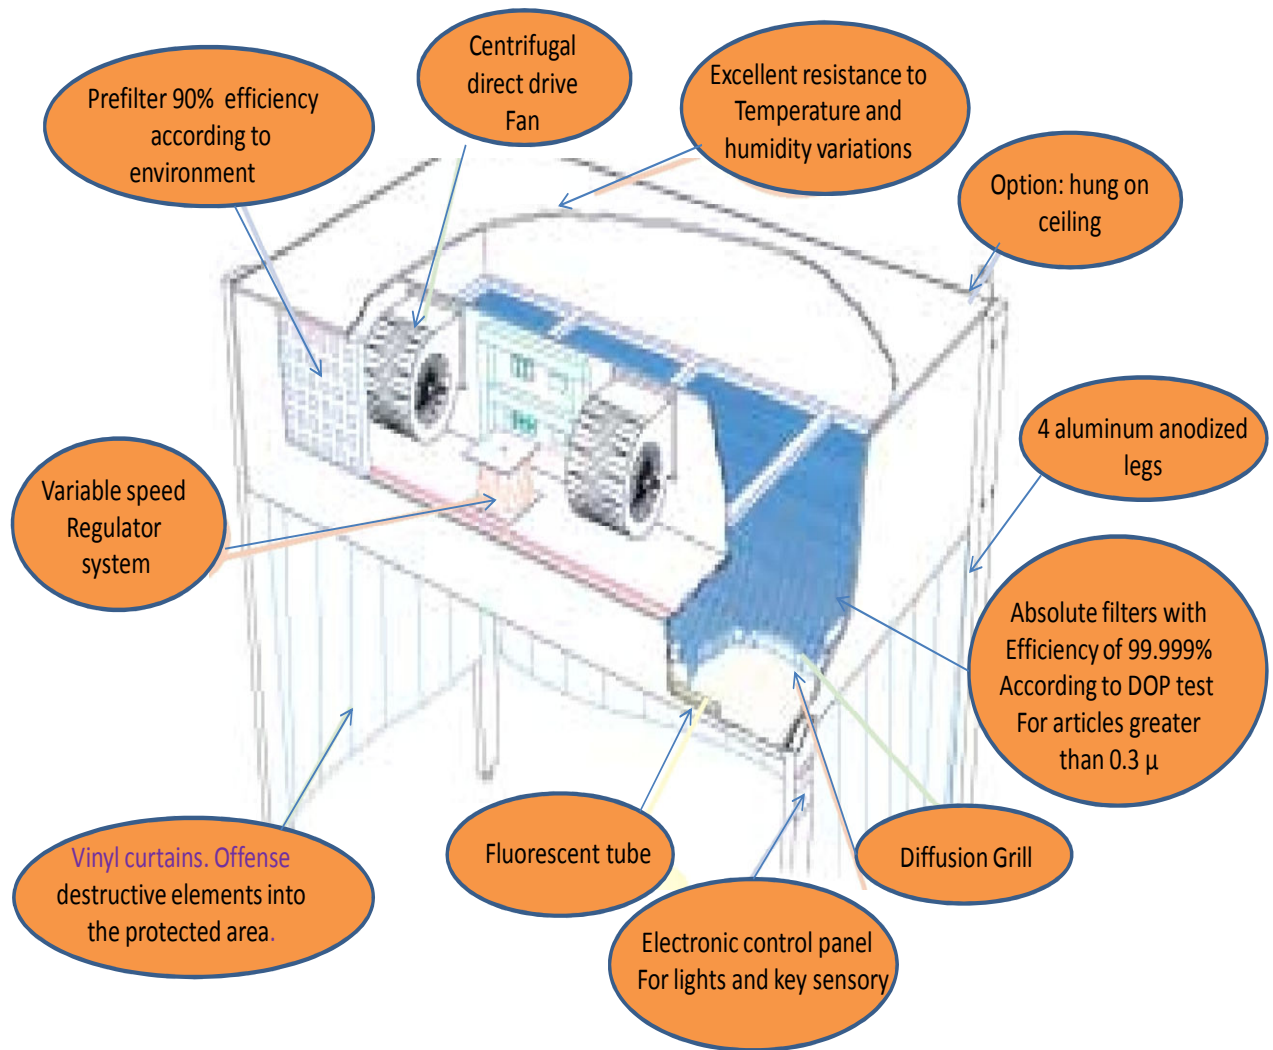 Prefilter 90% efficiency
according to
environment
Centrifugal
direct drive
Fan
Excellent resistance to
Temperature and
humidity variations
Option: hung on
ceiling
4 aluminum anodized
legs
Variable speed
Regulator
system
Absolute filters with
Efficiency of 99.999%
According to DOP test
For articles greater
than 0.3 µ
Vinyl curtains. Offense
destructive elements into
the protected area.
Fluorescent tube
Diffusion Grill
Electronic control panel
For lights and key sensory